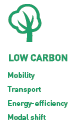 LOW CARBON
Mobility
Transport
Energy-efficiency
Modal shift